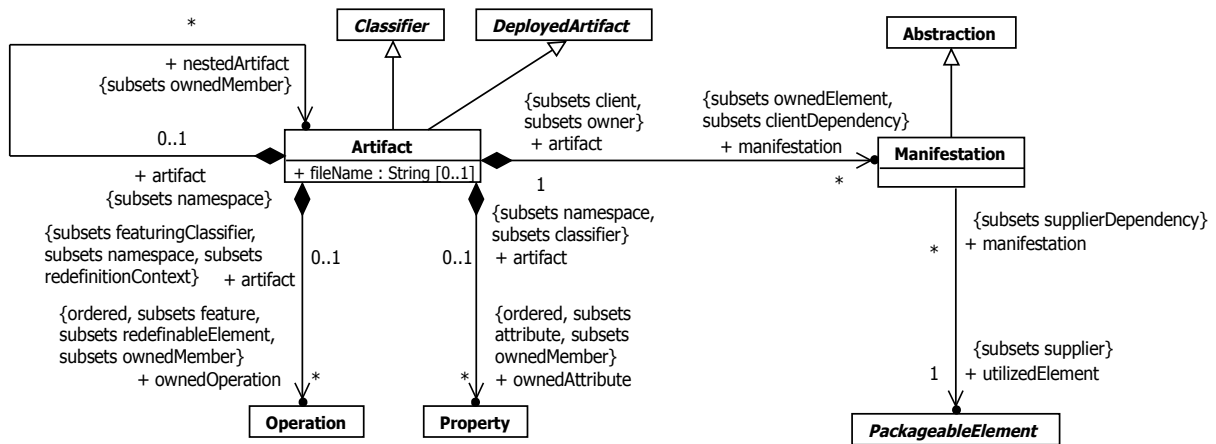 *
Classifier
DeployedArtifact
Abstraction
+ nestedArtifact
{subsets ownedMember}
0..1
{subsets client,
subsets owner}
+ artifact
{subsets ownedElement,
subsets clientDependency}
+ manifestation
Artifact
+ fileName : String [0..1]
Manifestation
+ artifact
{subsets namespace}
1
*
{subsets featuringClassifier,
subsets namespace, subsets
redefinitionContext}
+ artifact
0..1
0..1
{subsets namespace,
subsets classifier}
+ artifact
{subsets supplierDependency}
+ manifestation
*
{ordered, subsets feature,
subsets redefinableElement,
subsets ownedMember}
+ ownedOperation
*
*
{ordered, subsets
attribute, subsets
ownedMember}
+ ownedAttribute
{subsets supplier}
+ utilizedElement
1
Operation
Property
PackageableElement